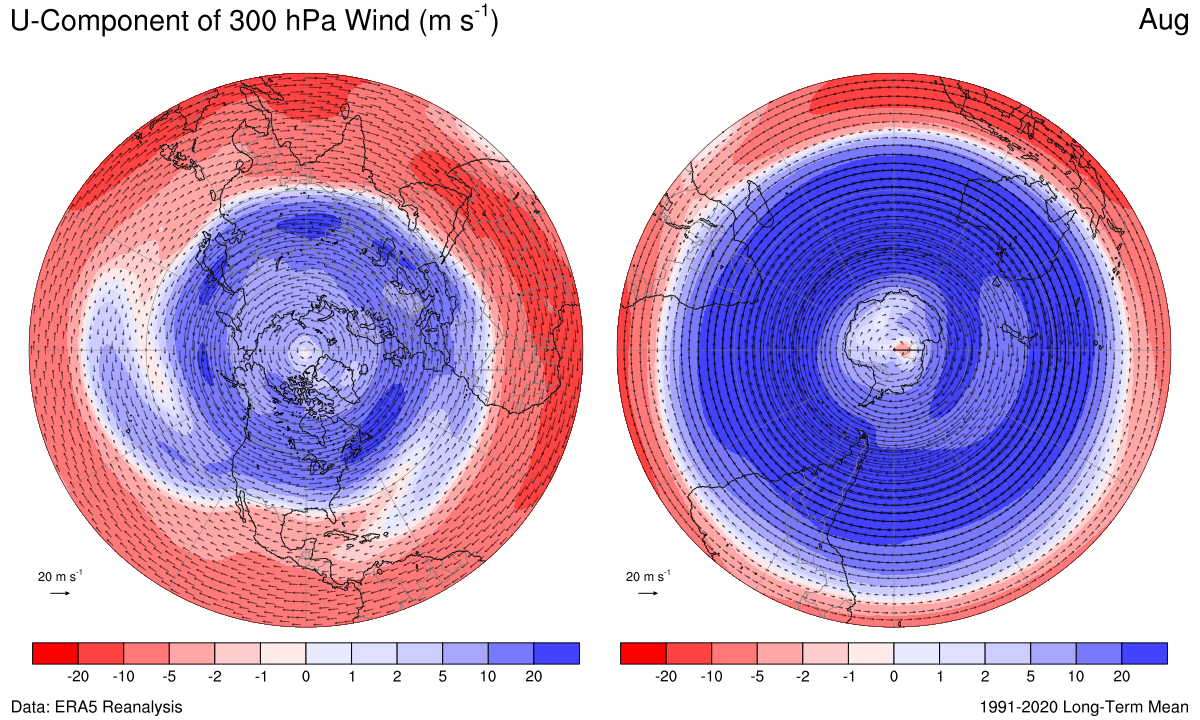 U-Component of 300 hPa Wind (m s-1)
Aug
20 m s-1
20 m s-1
-20 -10 -5 -2 -1 0 1 2 5 10 20
-20 -10 -5 -2 -1 0 1 2 5 10 20
Data: ERA5 Reanalysis
1991-2020 Long-Term Mean